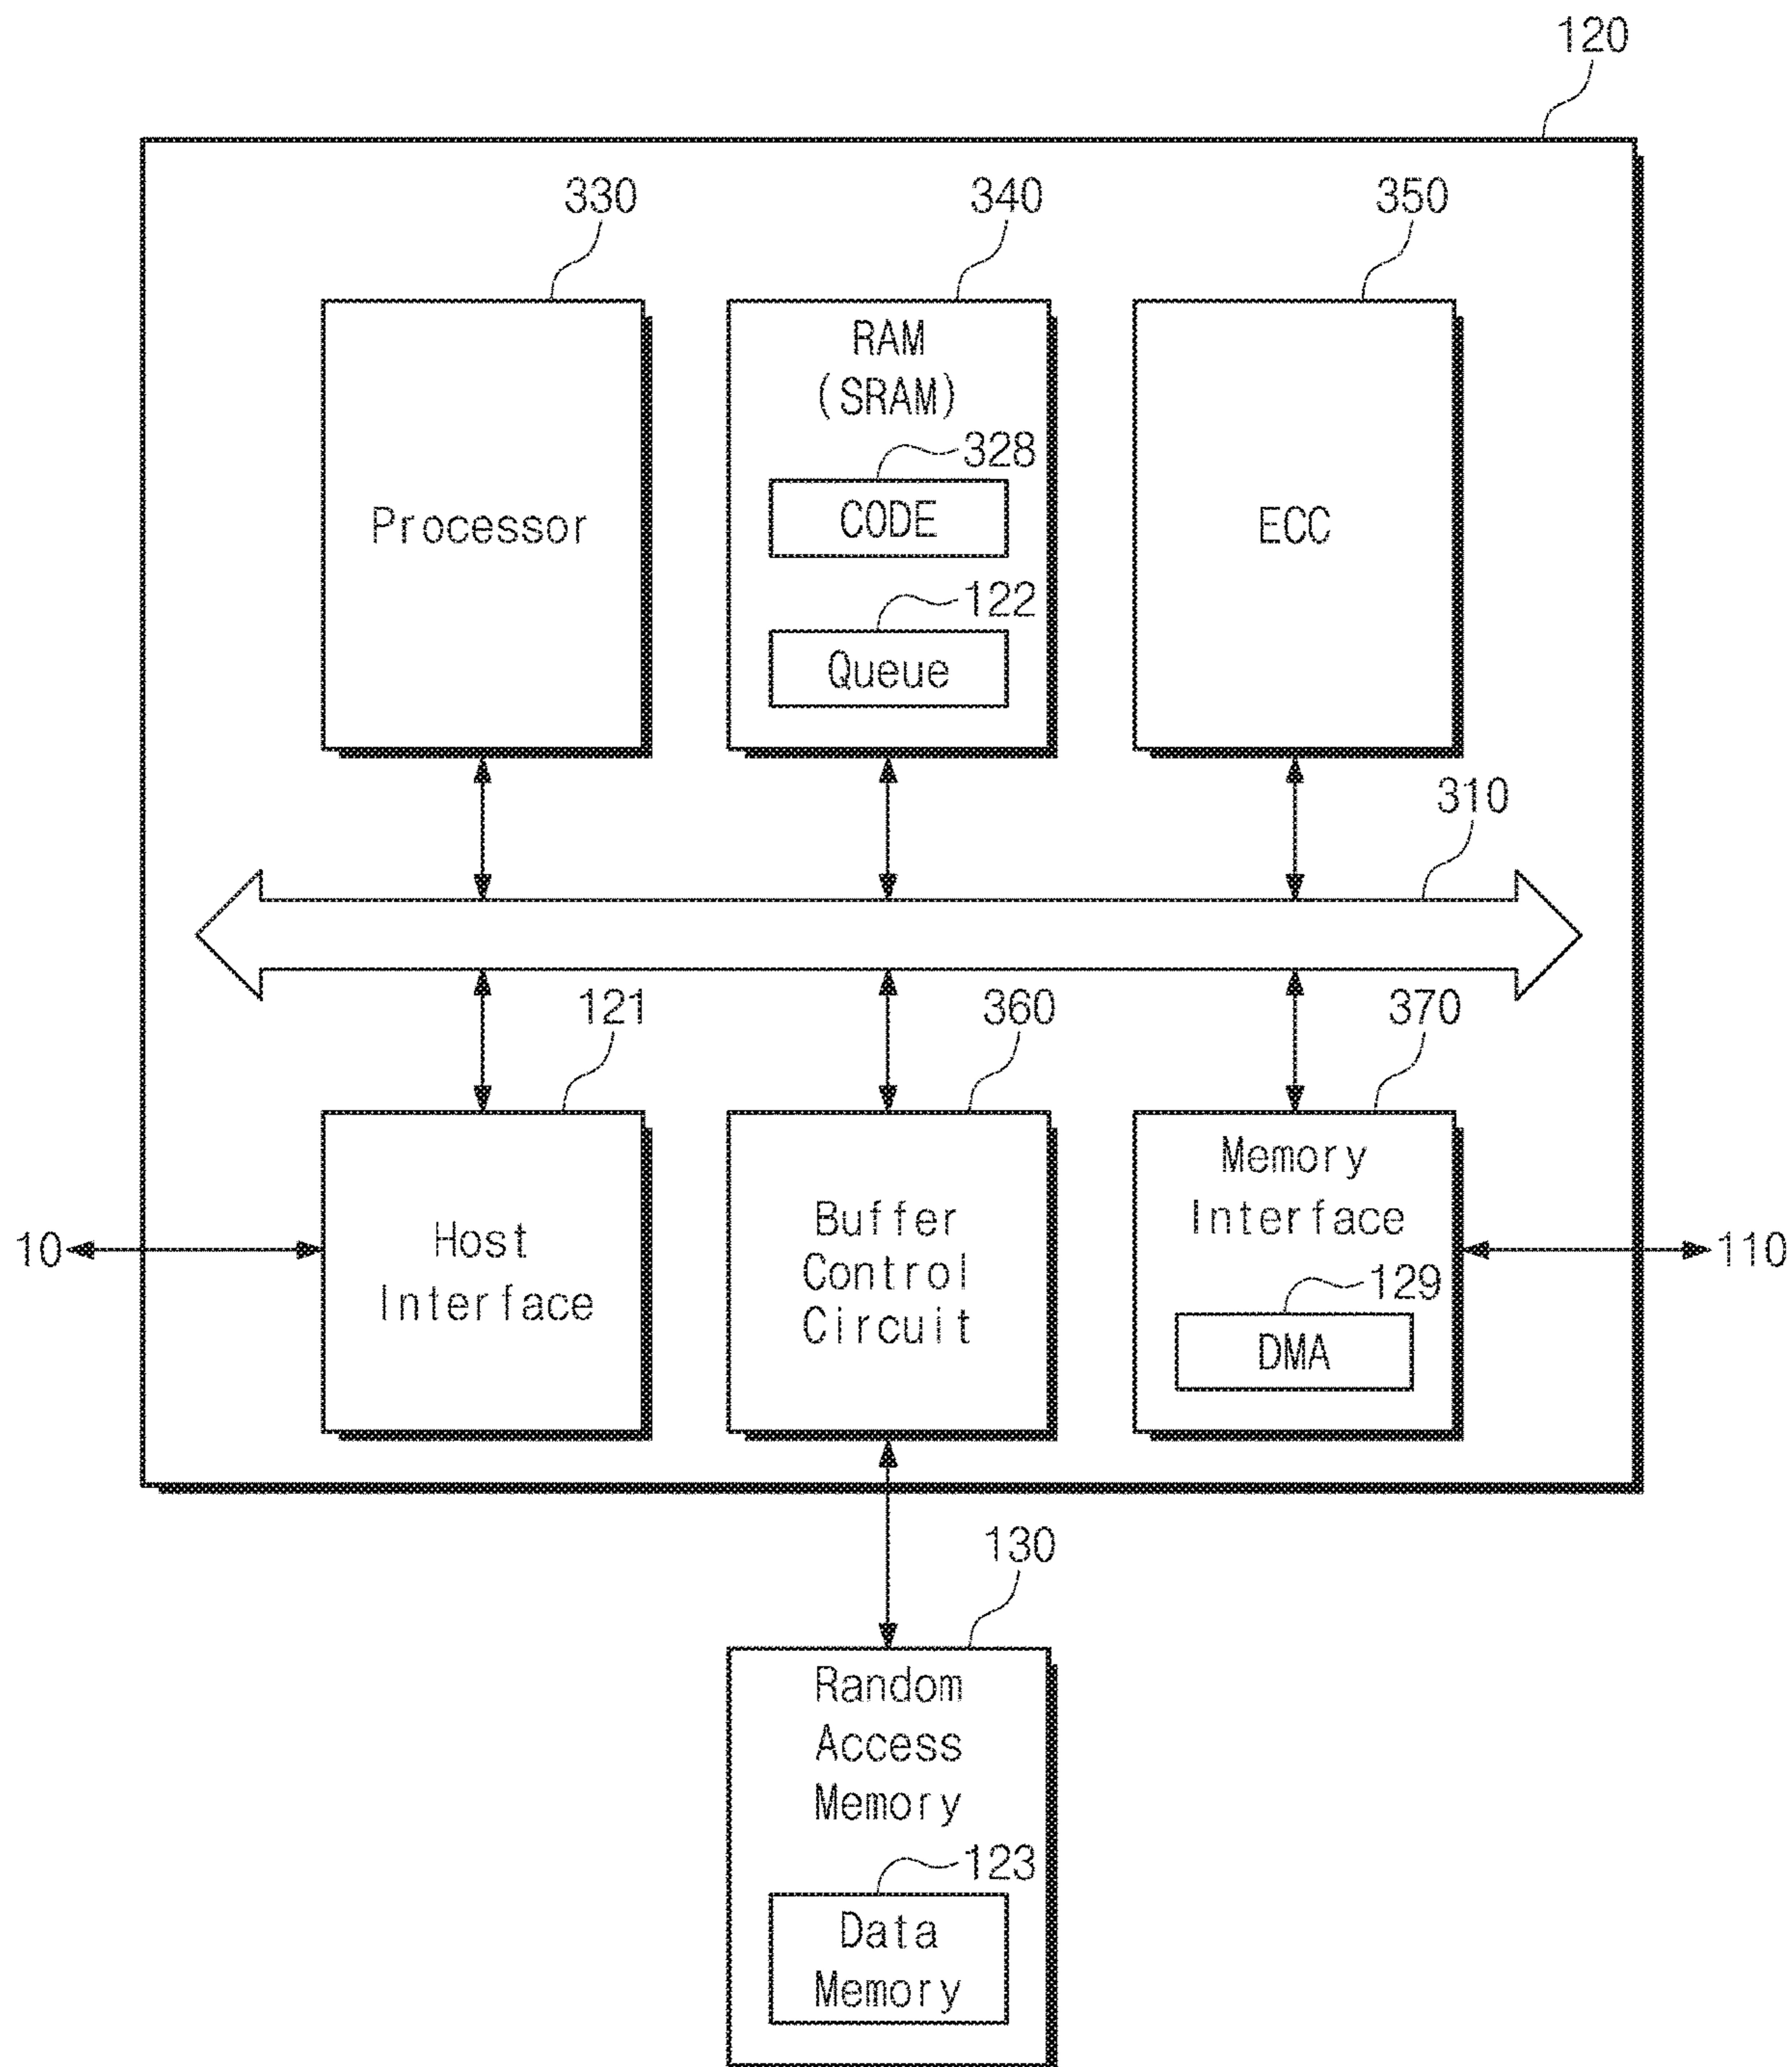 120
330
340
350
Processor
RAM
(SRAM)
328
CODE
122
Queue
ECC
310
121
360
370
10
Host
Interface
Buffer
Control
Circuit
Memory
Interface
129
DMA
110
130
Random
Access
Memory
123
Data
Memory